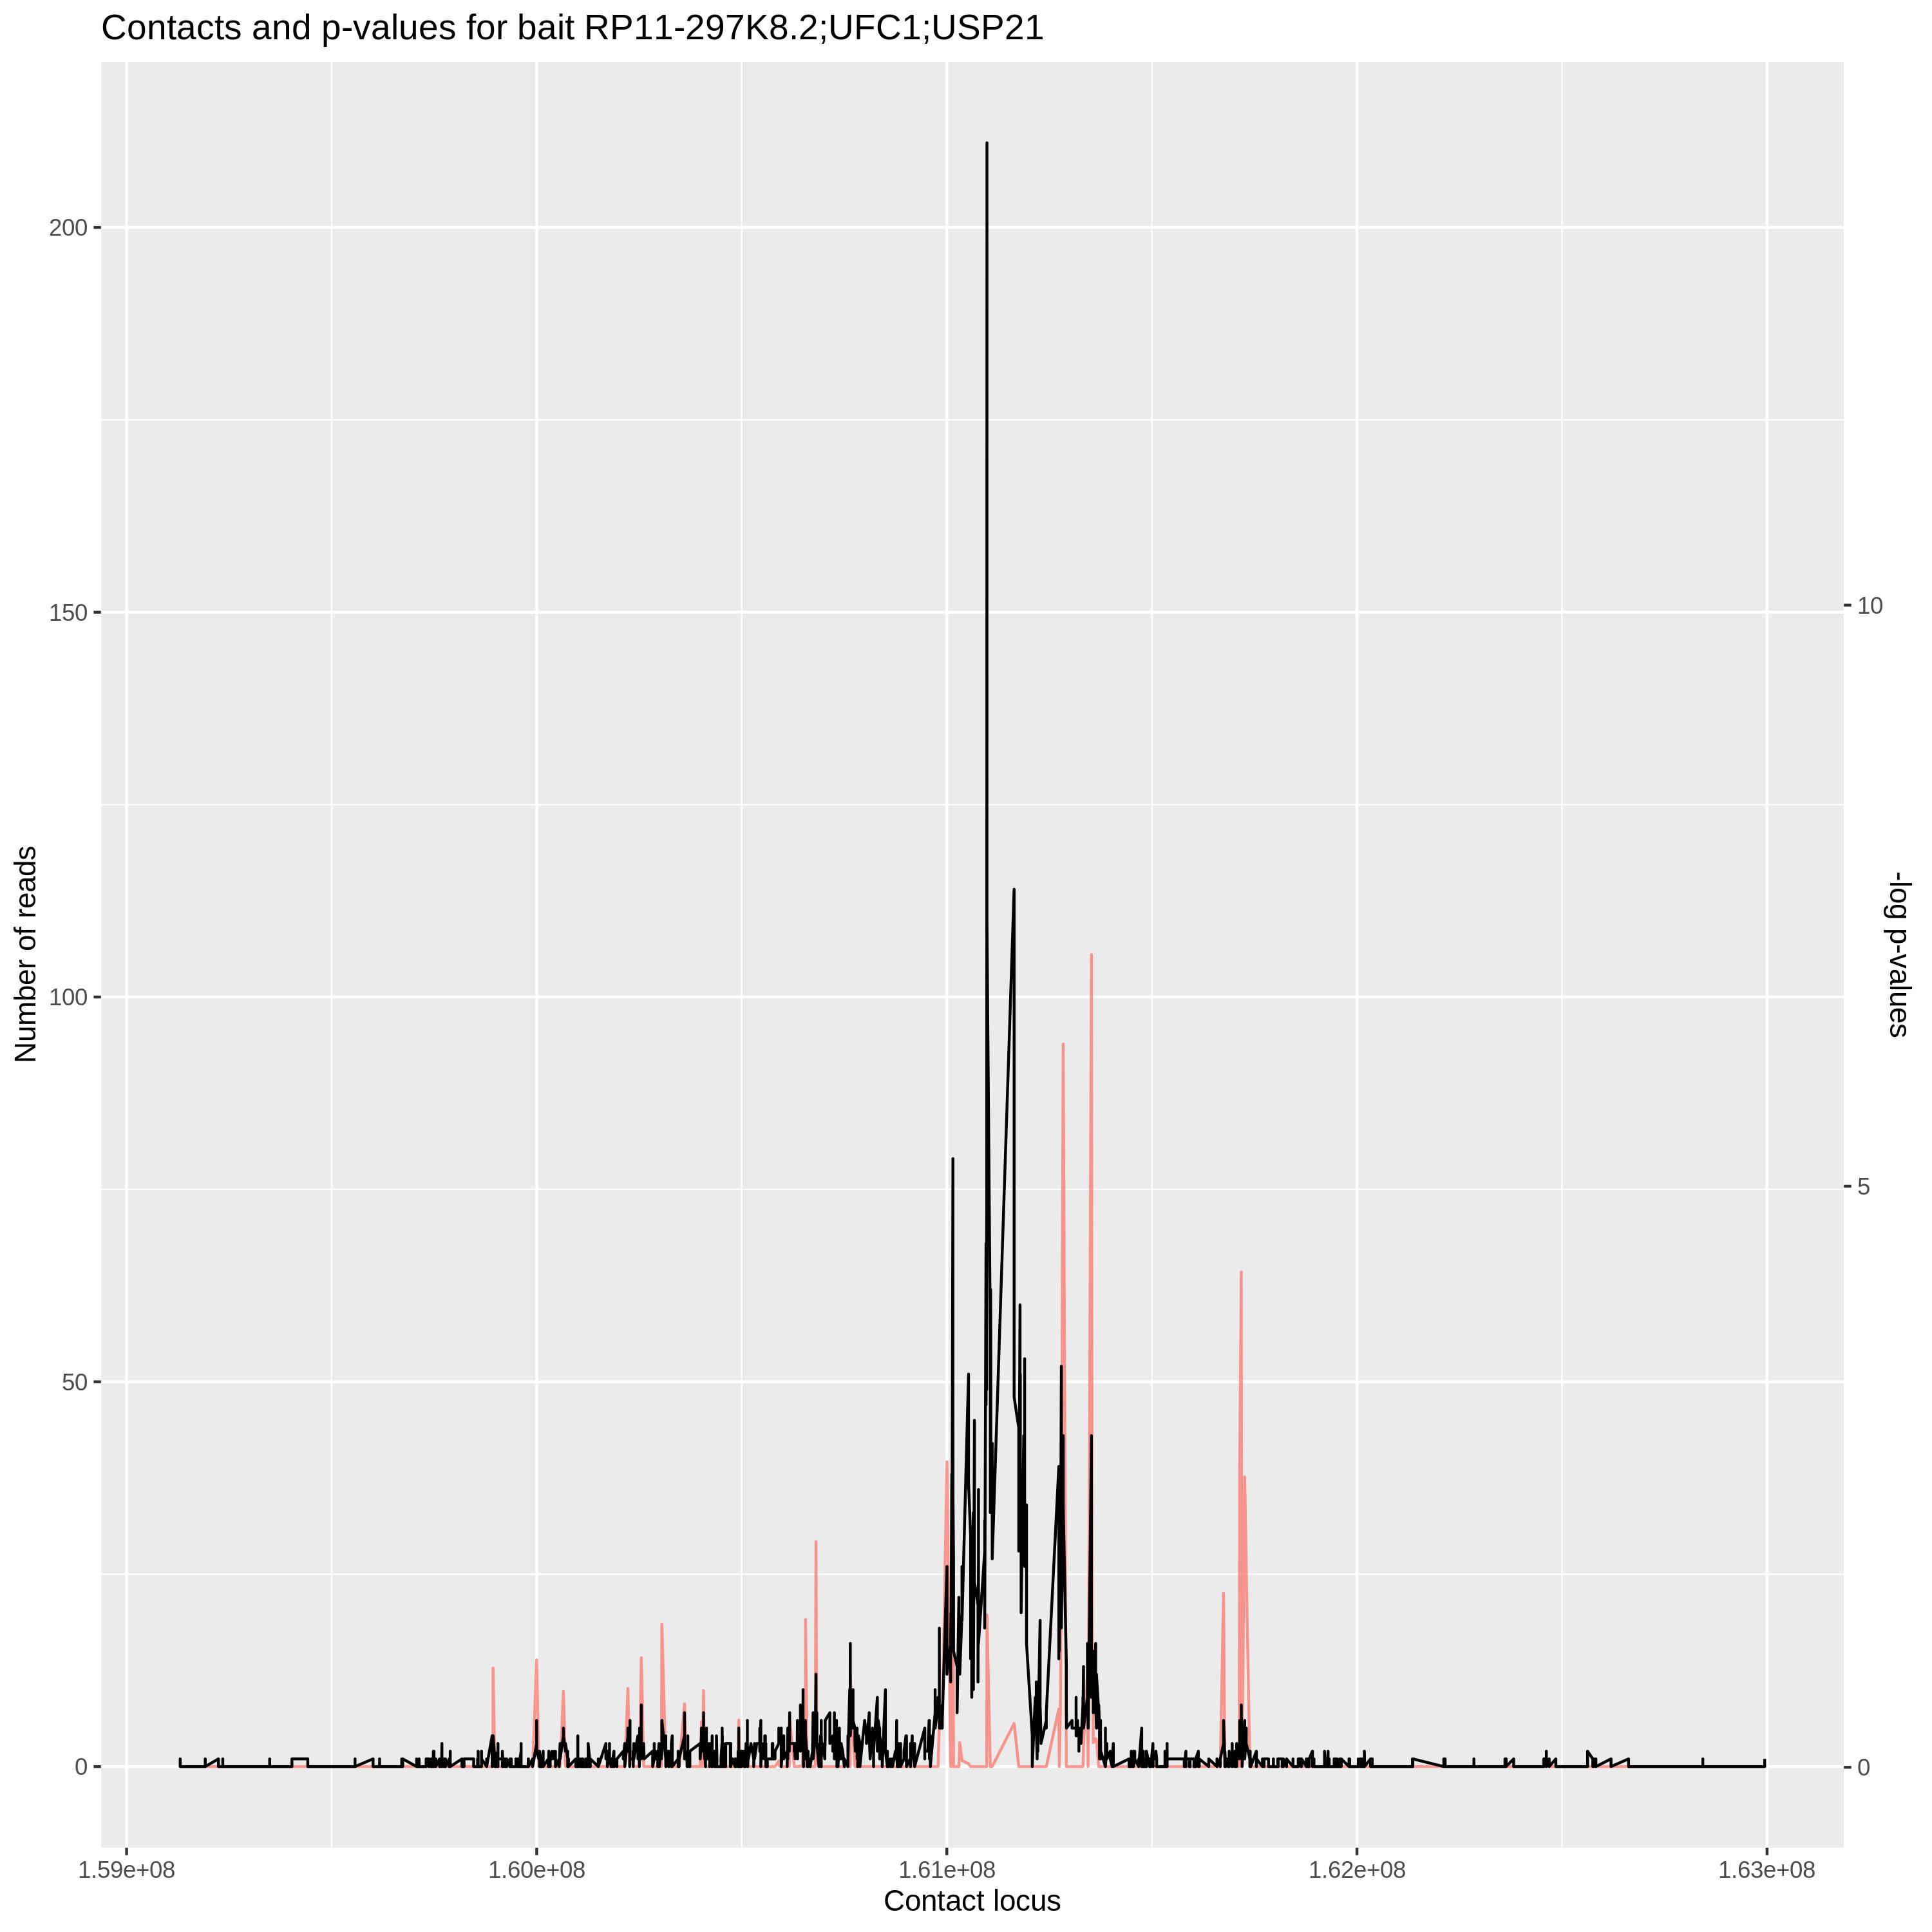 Contacts and p-values for bait RP11-297K8.2;UFC1;USP21
Number of reads
200
150
100
50
0
10
5
0
-log p-values
1.59e+08 1.60e+08 1.61e+08 1.62e+08 1.63e+08
Contact locus